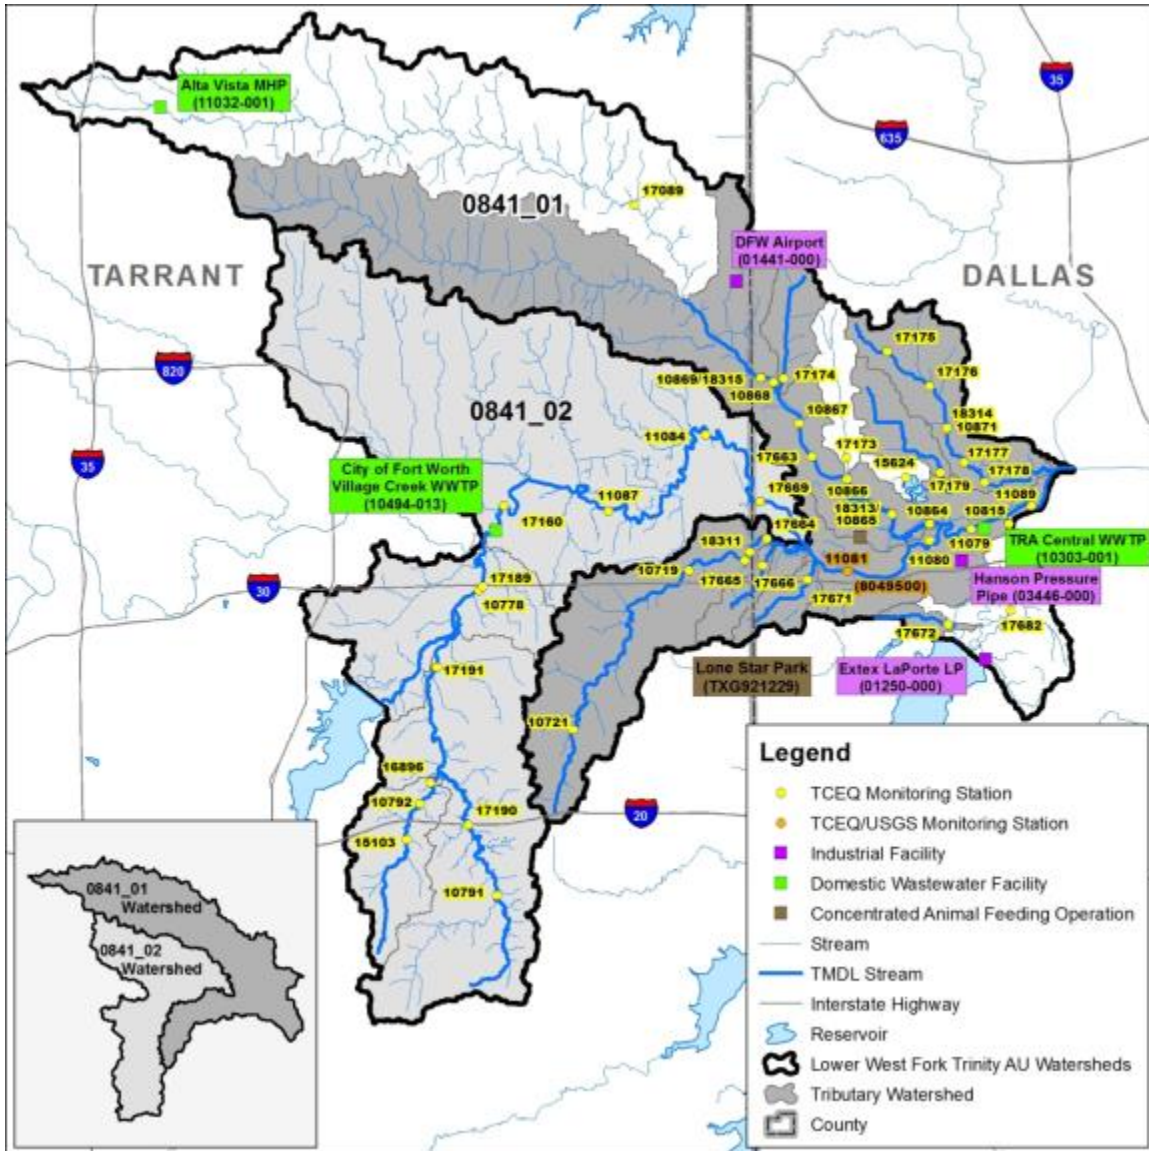 Alta Vista MHP
(11032-001)
35
635
17089
0841_01
DFW Airport
(01441-000)
TARRANT
DALLAS
17175
820
10869/18315
17174
17176
10868
0841_02
10867
18314
10871
11084
35
17663
17173
17177
City of Fort Worth
Village Creek WWTP
(10494-013)
15624
17178
17179
10866
11089
17669
11087
18313/
10865
10864
10815
17160
17664
18311
11079
TRA Central WWTP
(10303-001)
11081
11080
10719
17665
17666
(8049500)
Hanson Pressure
Pipe (03446-000)
30
17189
10778
17671
17682
17672
17191
Lone Star Park
(TXG921229)
Extex LaPorte LP
(01250-000)
10721
16896
10792
17190
20
15103
10791
Legend
TCEQ Monitoring Station
TCEQ/USGS Monitoring Station
Industrial Facility
Domestic Wastewater Facility
Concentrated Animal Feeding Operation
Stream
TMDL Stream
Interstate Highway
Reservoir
Lower West Fork Trinity AU Watersheds
Tributary Watershed
County
0841_01
Watershed
0841_02
Watershed